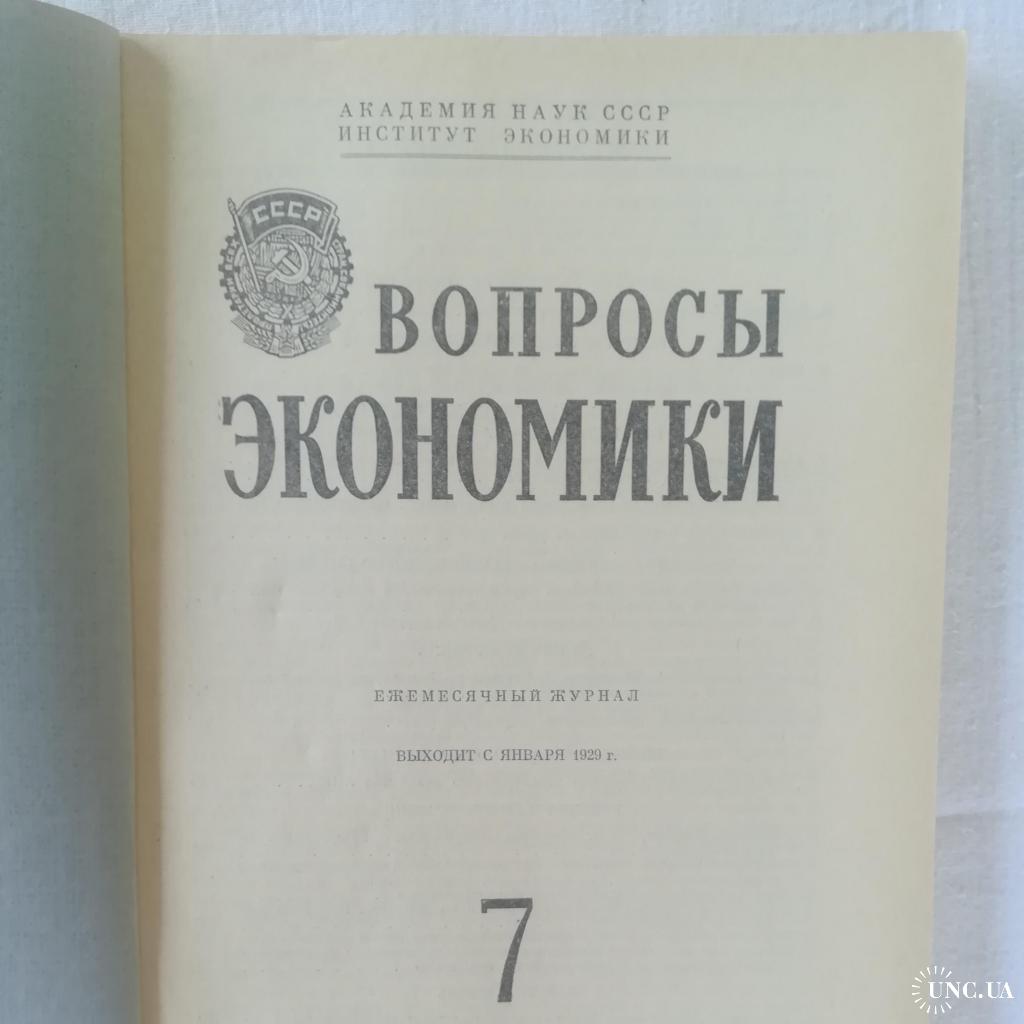 АКАДЕМИЯ НАУК СССР
ИНСТИТУТ ЭКОНОМИКИ
СССР
ВОПРОСЫ
ЭКОНОМИКИ
ЕЖЕМЕСЯЧНЫЙ ЖУРНАЛ
ВЫХОДИТ С ЯНВАРЯ 1929 г.
7
UNC.UA